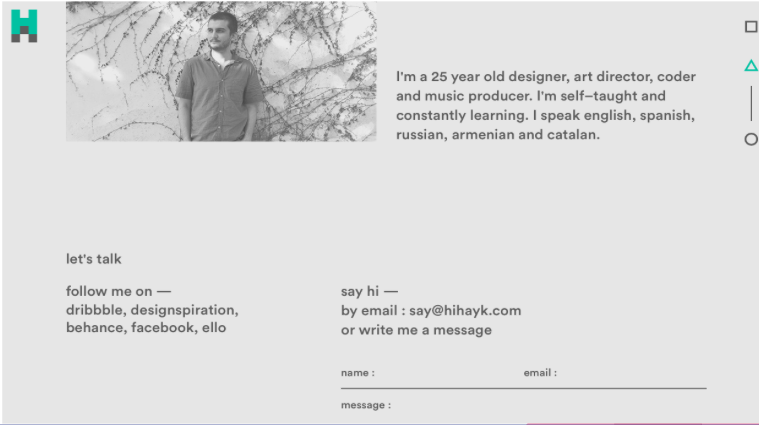 I'm a 25 year old designer, art director, coder
and music producer. I'm self–taught and
constantly learning. I speak english, spanish,
russian, armenian and catalan.
let's talk
follow me on —
dribbble, designspiration,
behance, facebook, ello
say hi —
by email : say@hihayk.com
or write me a message
name :
email :
message :